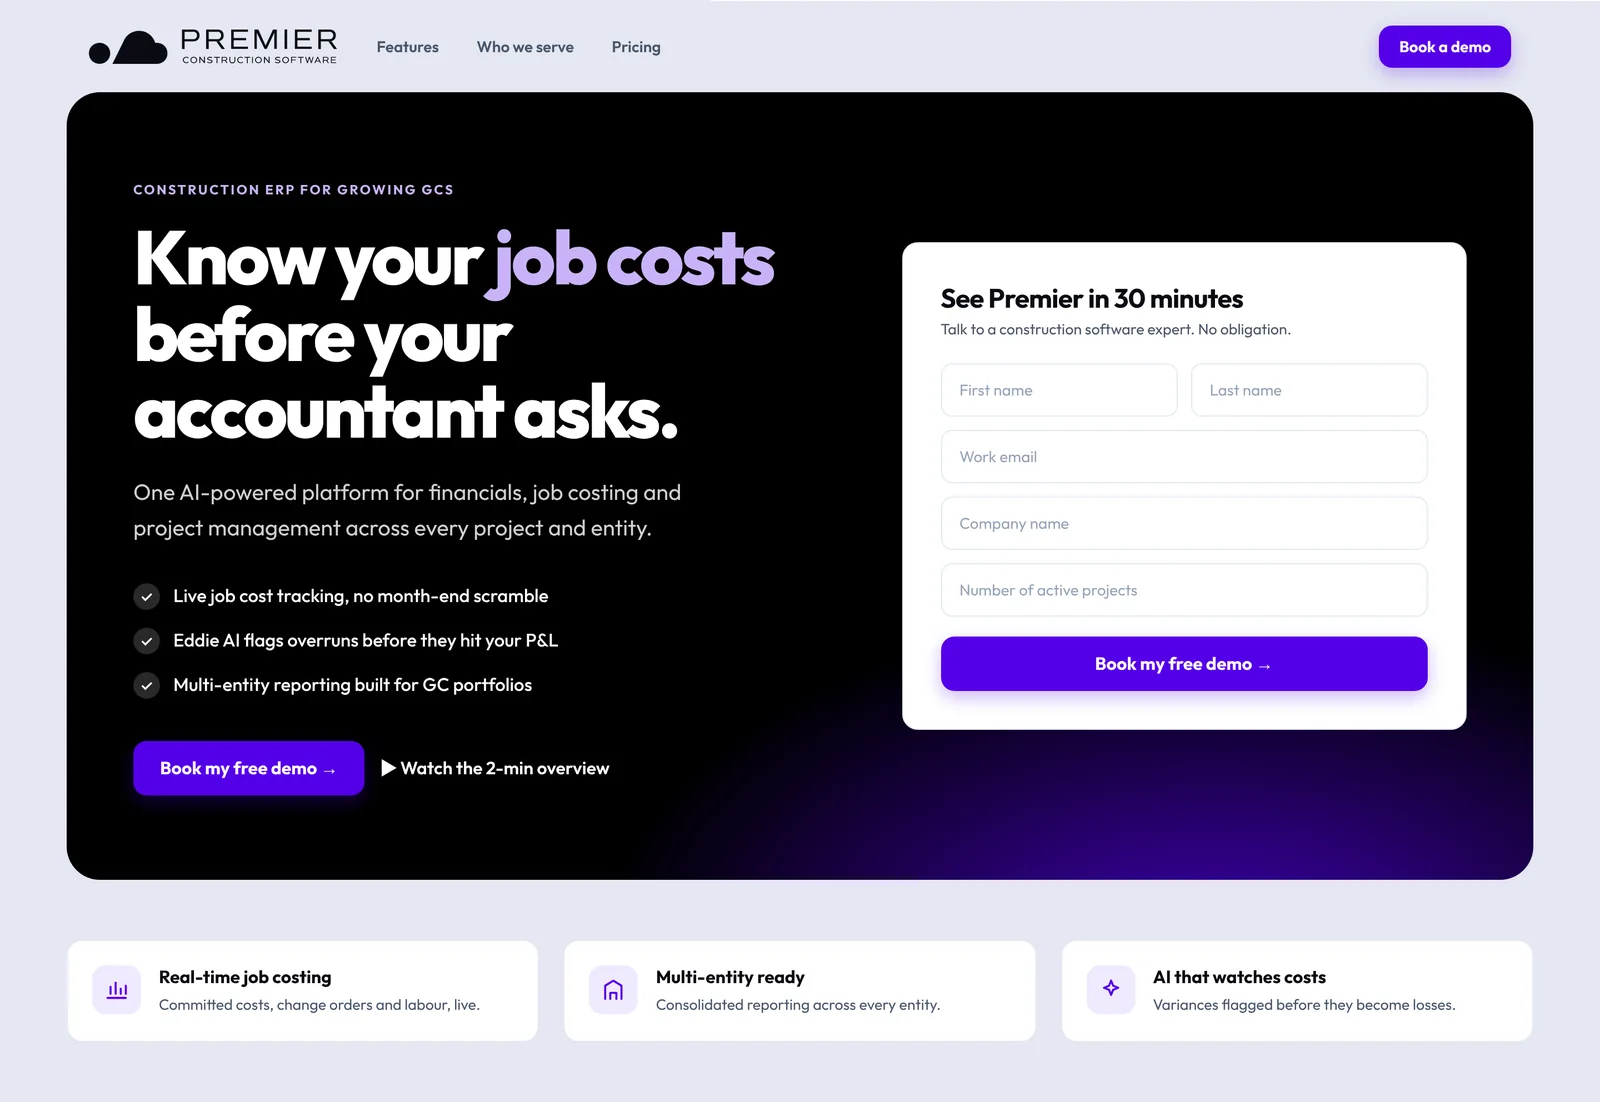 PREMIER
CONSTRUCTION SOFTWARE
Features
Who we serve
Pricing
Book a demo
CONSTRUCTION ERP FOR GROWING GCS
Know your job costs
before your
accountant asks.
One AI-powered platform for financials, job costing and
project management across every project and entity.
Live job cost tracking, no month-end scramble
Eddie AI flags overruns before they hit your P&L
Multi-entity reporting built for GC portfolios
Book my free demo →
▶ Watch the 2-min overview
See Premier in 30 minutes
Talk to a construction software expert. No obligation.
First name
Last name
Work email
Company name
Number of active projects
Book my free demo →
Real-time job costing
Committed costs, change orders and labour, live.
Multi-entity ready
Consolidated reporting across every entity.
AI that watches costs
Variances flagged before they become losses.